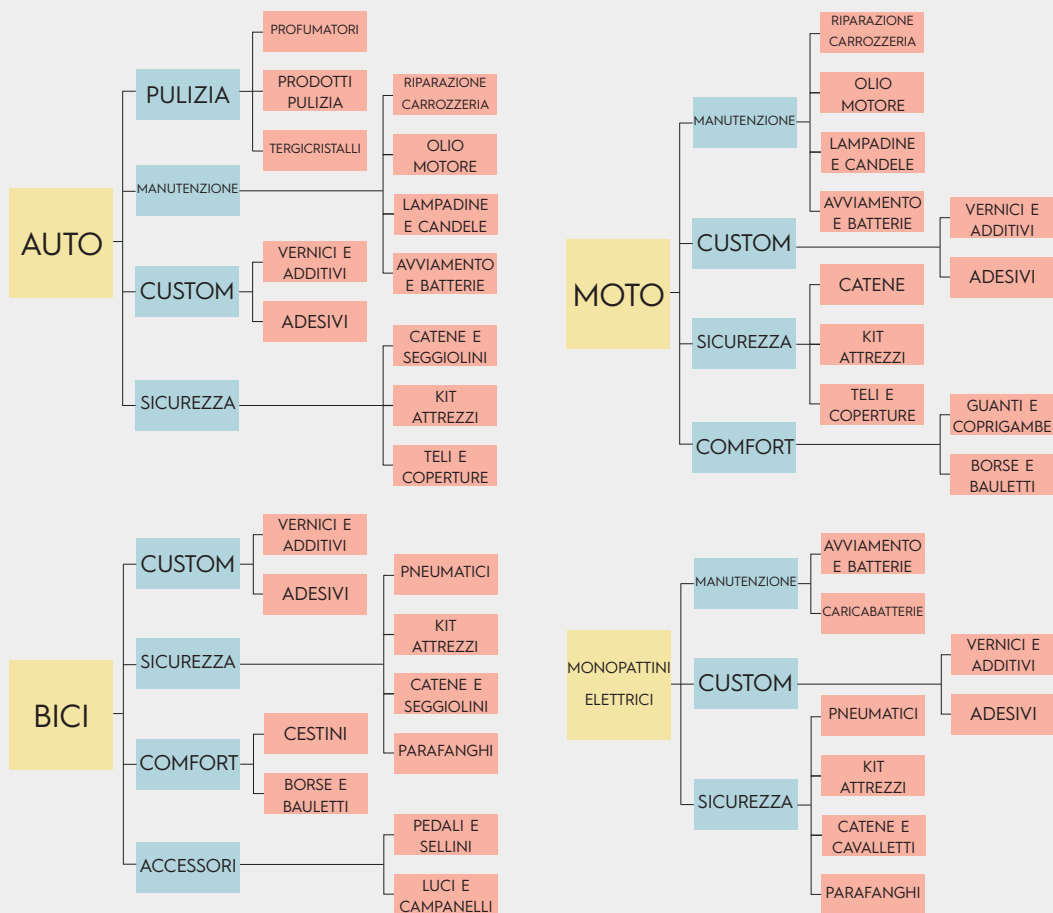 AUTO
PULIZIA
PROFUMATORI
PRODOTTI
PULIZIA
TERGICRISTALLI
MANUTENZIONE
RIPARAZIONE
CARROZZERIA
OLIO
MOTORE
LAMPADINE
E CANDELE
AVVIAMENTO
E BATTERIE
CUSTOM
VERNICI E
ADDITIVI
ADESIVI
SICUREZZA
CATENE E
SEGGIOLINI
KIT
ATTREZZI
TELI E
COPERTURE
MOTO
MANUTENZIONE
RIPARAZIONE
CARROZZERIA
OLIO
MOTORE
LAMPADINE
E CANDELE
AVVIAMENTO
E BATTERIE
CUSTOM
VERNICI E
ADDITIVI
ADESIVI
SICUREZZA
CATENE
KIT
ATTREZZI
TELI E
COPERTURE
COMFORT
GUANTI E
COPRIGAMBE
BORSE E
BAULETTI
BICI
CUSTOM
VERNICI E
ADDITIVI
ADESIVI
SICUREZZA
PNEUMATICI
KIT
ATTREZZI
CATENE E
SEGGIOLINI
PARAFANGHI
COMFORT
CESTINI
BORSE E
BAULETTI
ACCESSORI
PEDALI E
SELLINI
LUCI E
CAMPANELLI
MONOPATTINI
ELETTRICI
MANUTENZIONE
AVVIAMENTO
E BATTERIE
CARICABATTERIE
CUSTOM
VERNICI E
ADDITIVI
ADESIVI
SICUREZZA
PNEUMATICI
KIT
ATTREZZI
CATENE E
CAVALLETTI
PARAFANGHI